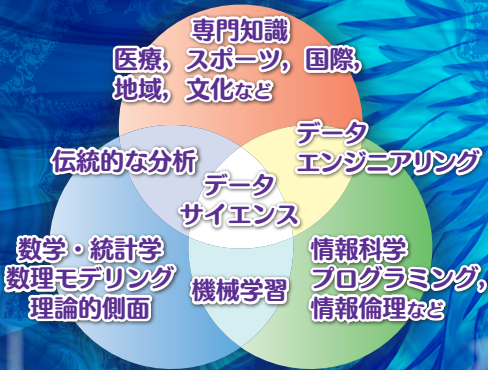 専門知識
医療，スポーツ，国際，
地域，文化など
データ
エンジニアリング
伝統的な分析
データ
サイエンス
数学・統計学
数理モデリング
理論的側面
機械学習
情報科学
プログラミング，
情報倫理など